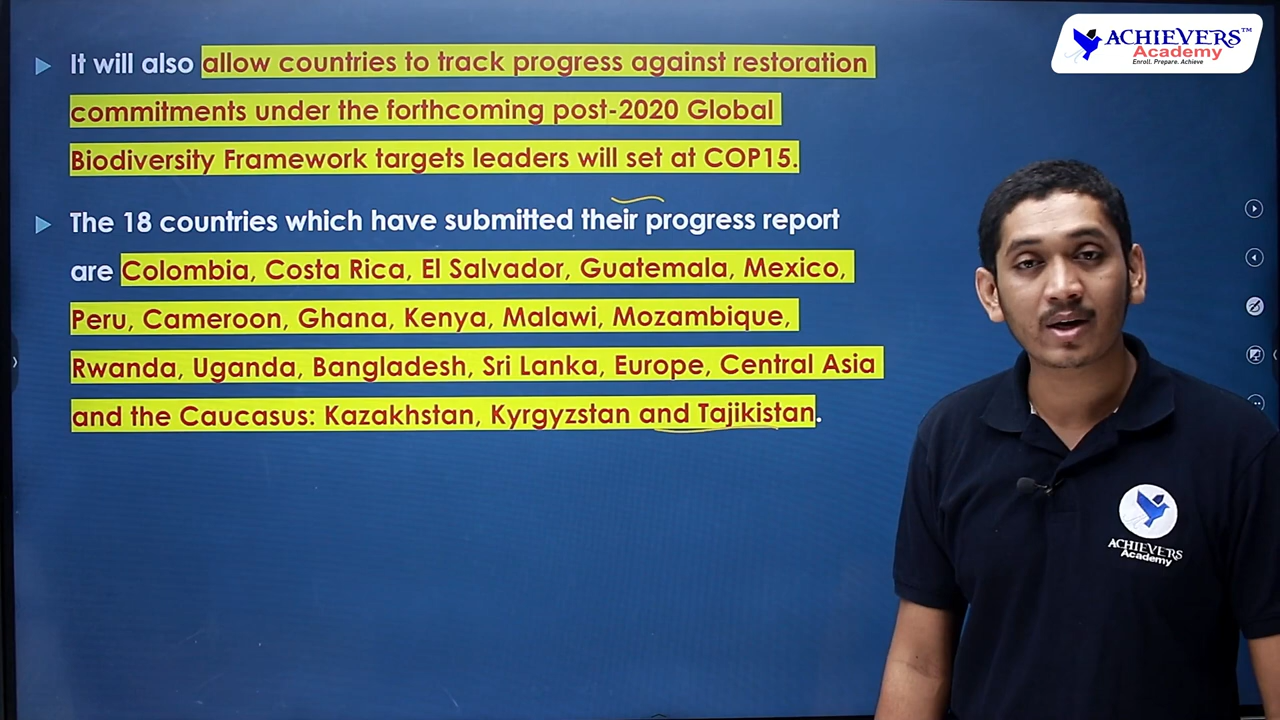 It will also allow countries to track progress against restoration
commitments under the forthcoming post-2020 Global
Biodiversity Framework targets leaders will set at COP15.
The 18 countries which have submitted their progress report
are Colombia, Costa Rica, El Salvador, Guatemala, Mexico,
Peru, Cameroon, Ghana, Kenya, Malawi, Mozambique,
Rwanda, Uganda, Bangladesh, Sri Lanka, Europe, Central Asia
and the Caucasus: Kazakhstan, Kyrgyzstan and Tajikistan.
ACHIEVERS™
Academy
Enroll. Prepare. Achieve
ACHIEVERS
Academy